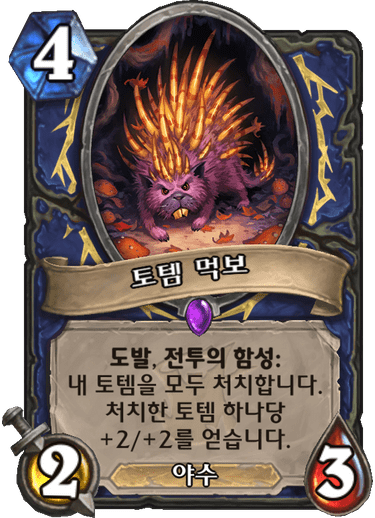 4
토템 먹보
도발, 전투의 함성:
내 토템을 모두 처치합니다.
처치한 토템 하나당
+2/+2를 얻습니다.
2
야수
3